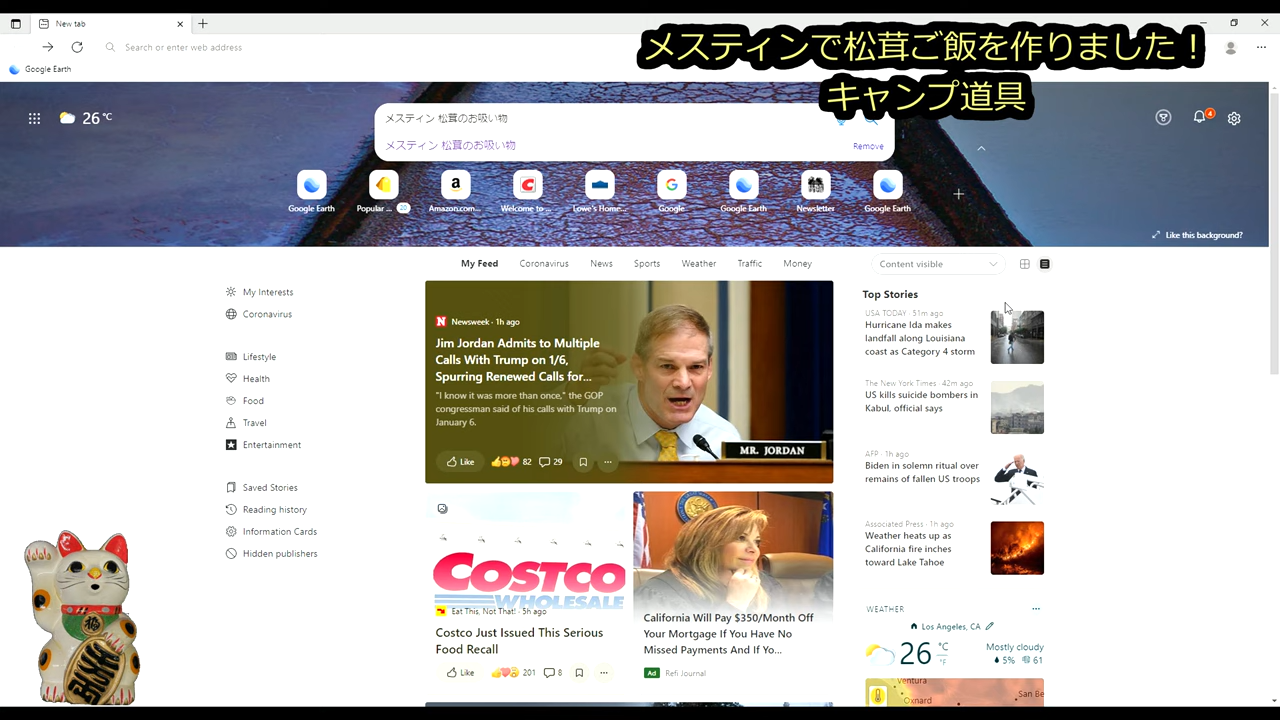 New tab
Search or enter web address
メスティンで松茸ご飯を作りました！
キャンプ道具
Google Earth
26 °C
メスティン 松茸のお吸い物
メスティン 松茸のお吸い物
Remove
4
Google Earth
Popular ...
20
Amazon.com...
Welcome to
Lowe's Home...
Google
Google Earth
Newsletter
Google Earth
Like this background?
My Feed
Coronavirus
News
Sports
Weather
Traffic
Money
Content visible
My Interests
Coronavirus
Lifestyle
Health
Food
Travel
Entertainment
Saved Stories
Reading history
Information Cards
Hidden publishers
Newsweek · 1h ago
Jim Jordan Admits to Multiple
Calls With Trump on 1/6,
Spurring Renewed Calls for...
"I know it was more than once," the GOP
congressman said of his calls with Trump on
January 6.
Like
82
29
MR. JORDAN
COSTCO
WHOLESALE
Eat This, Not That! · 5h ago
Costco Just Issued This Serious
Food Recall
Like
201
8
California Will Pay $350/Month Off
Your Mortgage If You Have No
Missed Payments And If Yo...
Ad
Refi Journal
Top Stories
USA TODAY · 51m ago
Hurricane Ida makes
landfall along Louisiana
coast as Category 4 storm
The New York Times · 42m ago
US kills suicide bombers in
Kabul, official says
AFP · 1h ago
Biden in solemn ritual over
remains of fallen US troops
Associated Press · 1h ago
Weather heats up as
California fire inches
toward Lake Tahoe
WEATHER
Los Angeles, CA
26 °C
°F
Mostly cloudy
5%
61
Ventura
Oxnard
San Be
福